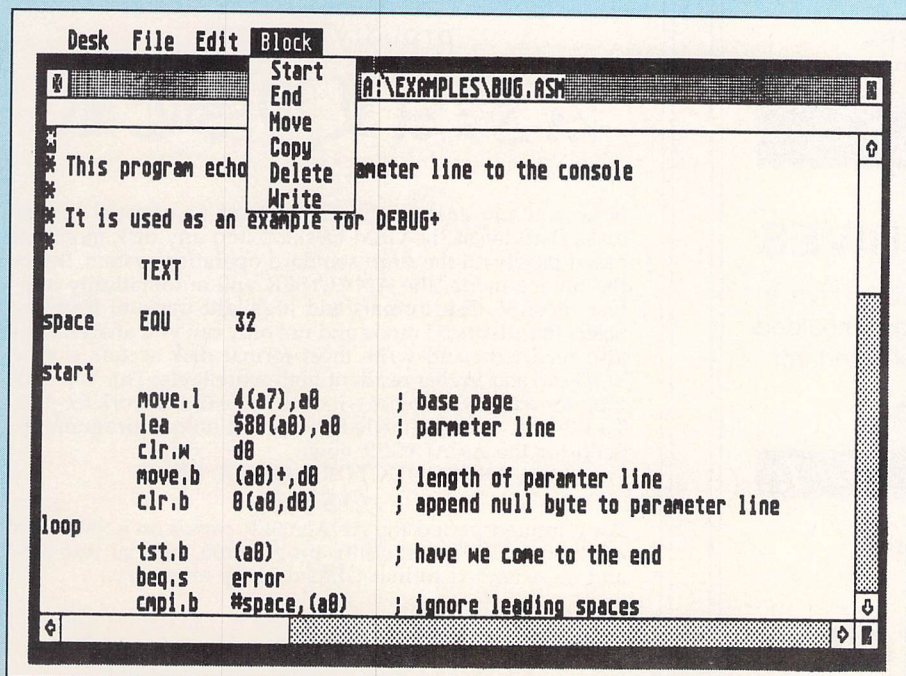 Desk File Edit Block
Start
End
Move
Copy
Delete
Write
A:\EXAMPLES\BUG.ASM
*
* This program echo ameter line to the console
*
* It is used as an example for DEBUG+
*
TEXT
space EQU 32
start
move.l 4(a7),a0 ; base page
lea $80(a0),a0 ; parmeter line
clr.w d0
move.b (a0)+,d0 ; length of paramter line
clr.b 0(a0,d0) ; append null byte to parameter line
loop
tst.b (a0) ; have we come to the end
beq.s error
cmpi.b #space,(a0) ; ignore leading spaces